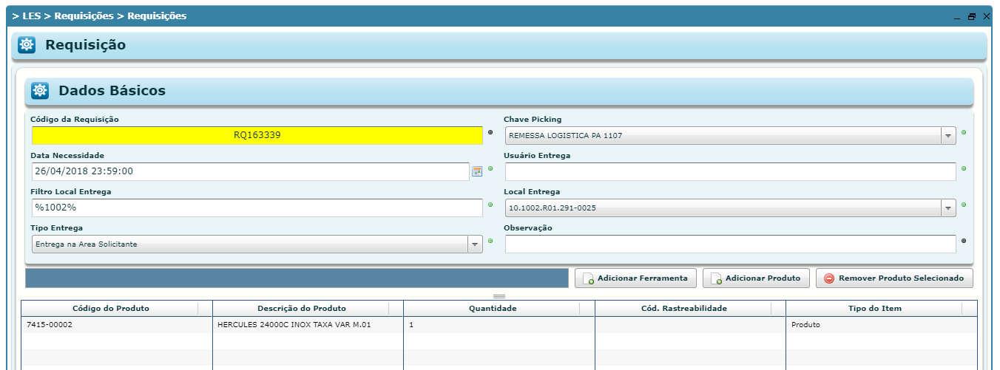 > LES > Requisições > Requisições
Requisição
Dados Básicos
Código da Requisição
RQ163339
Chave Picking
REMESSA LOGISTICA PA 1107
Data Necessidade
26/04/2018 23:59:00
Usuário Entrega
Filtro Local Entrega
%1002%
Local Entrega
10.1002.R01.291-0025
Tipo Entrega
Entrega na Area Solicitante
Observação
Adicionar Ferramenta
Adicionar Produto
Remover Produto Selecionado
Código do Produto Descrição do Produto Quantidade Cód. Rastreabilidade Tipo do Item
7415-00002 HERCULES 24000C INOX TAXA VAR M.01 1 Produto